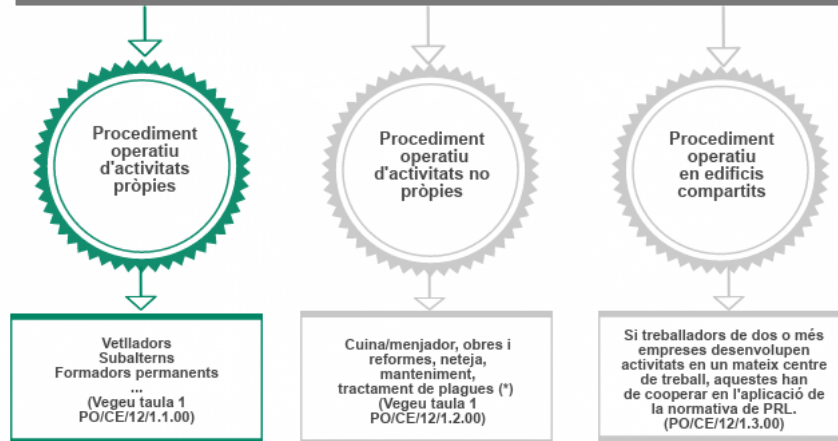 Procediment
operatiu
d'activitats
pròpies
Vetlladors
Subalterns
Formadors permanents
...
(Vegeu taula 1
PO/CE/12/1.1.00)
Procediment
operatiu
d'activitats no
pròpies
Cuina/menjador, obres i
reformes, neteja,
manteniment,
tractament de plagues (*)
(Vegeu taula 1
PO/CE/12/1.2.00)
Procediment
operatiu
en edificis
compartits
Si treballadors de dos o més
empreses desenvolupen
activitats en un mateix centre
de treball, aquestes han
de cooperar en l'aplicació de
la normativa de PRL.
(PO/CE/12/1.3.00)